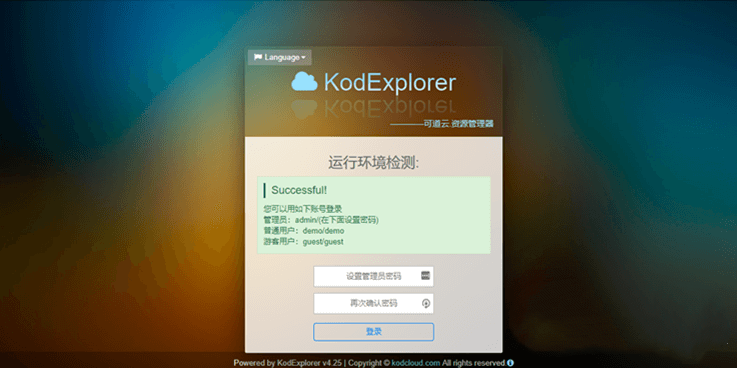 Language
KodExplorer
————可道云.资源管理器
运行环境检测:
Successful!
您可以用如下账号登录
管理员：admin/(在下面设置密码)
普通用户：demo/demo
游客用户：guest/guest
设置管理员密码
再次确认密码
登录
Powered by KodExplorer v4.25 | Copyright © kodcloud.com All rights reserved.